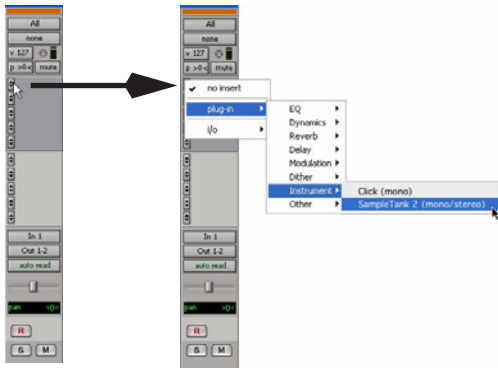 All
none
v 127
p >0< mute
In 1
Out 1-2
auto read
pan >0<
R
S M
All
none
v 127
p >0< mute
no insert
plug-in
i/o
EQ
Dynamics
Reverb
Delay
Modulation
Dither
Instrument
Other
Click (mono)
SampleTank 2 (mono/stereo)
In 1
Out 1-2
auto read
pan >0<
R
S M